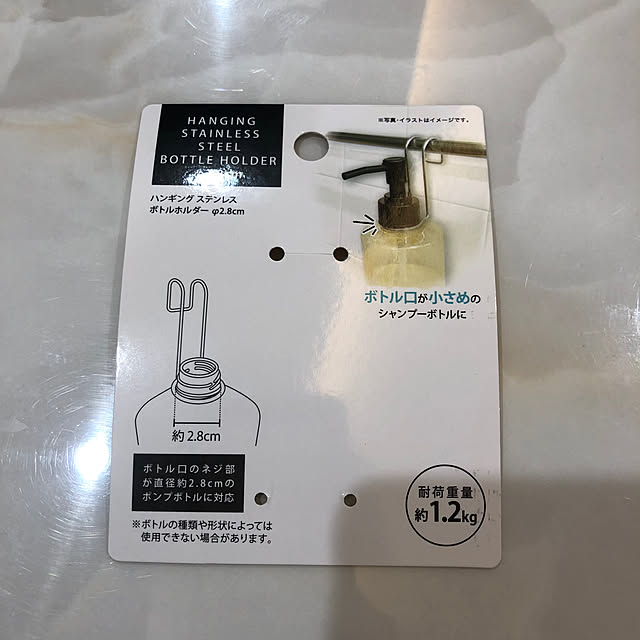 HANGING
STAINLESS
STEEL
BOTTLE HOLDER
※写真・イラストはイメージです。
ハンギング ステンレス
ボトルホルダー φ2.8cm
ボトル口が小さめの
シャンプーボトルに
約 2.8cm
ボトル口のネジ部
が直径約2.8cmの
ポンプボトルに対応
※ボトルの種類や形状によっては
使用できない場合があります。
耐荷重量
約1.2kg